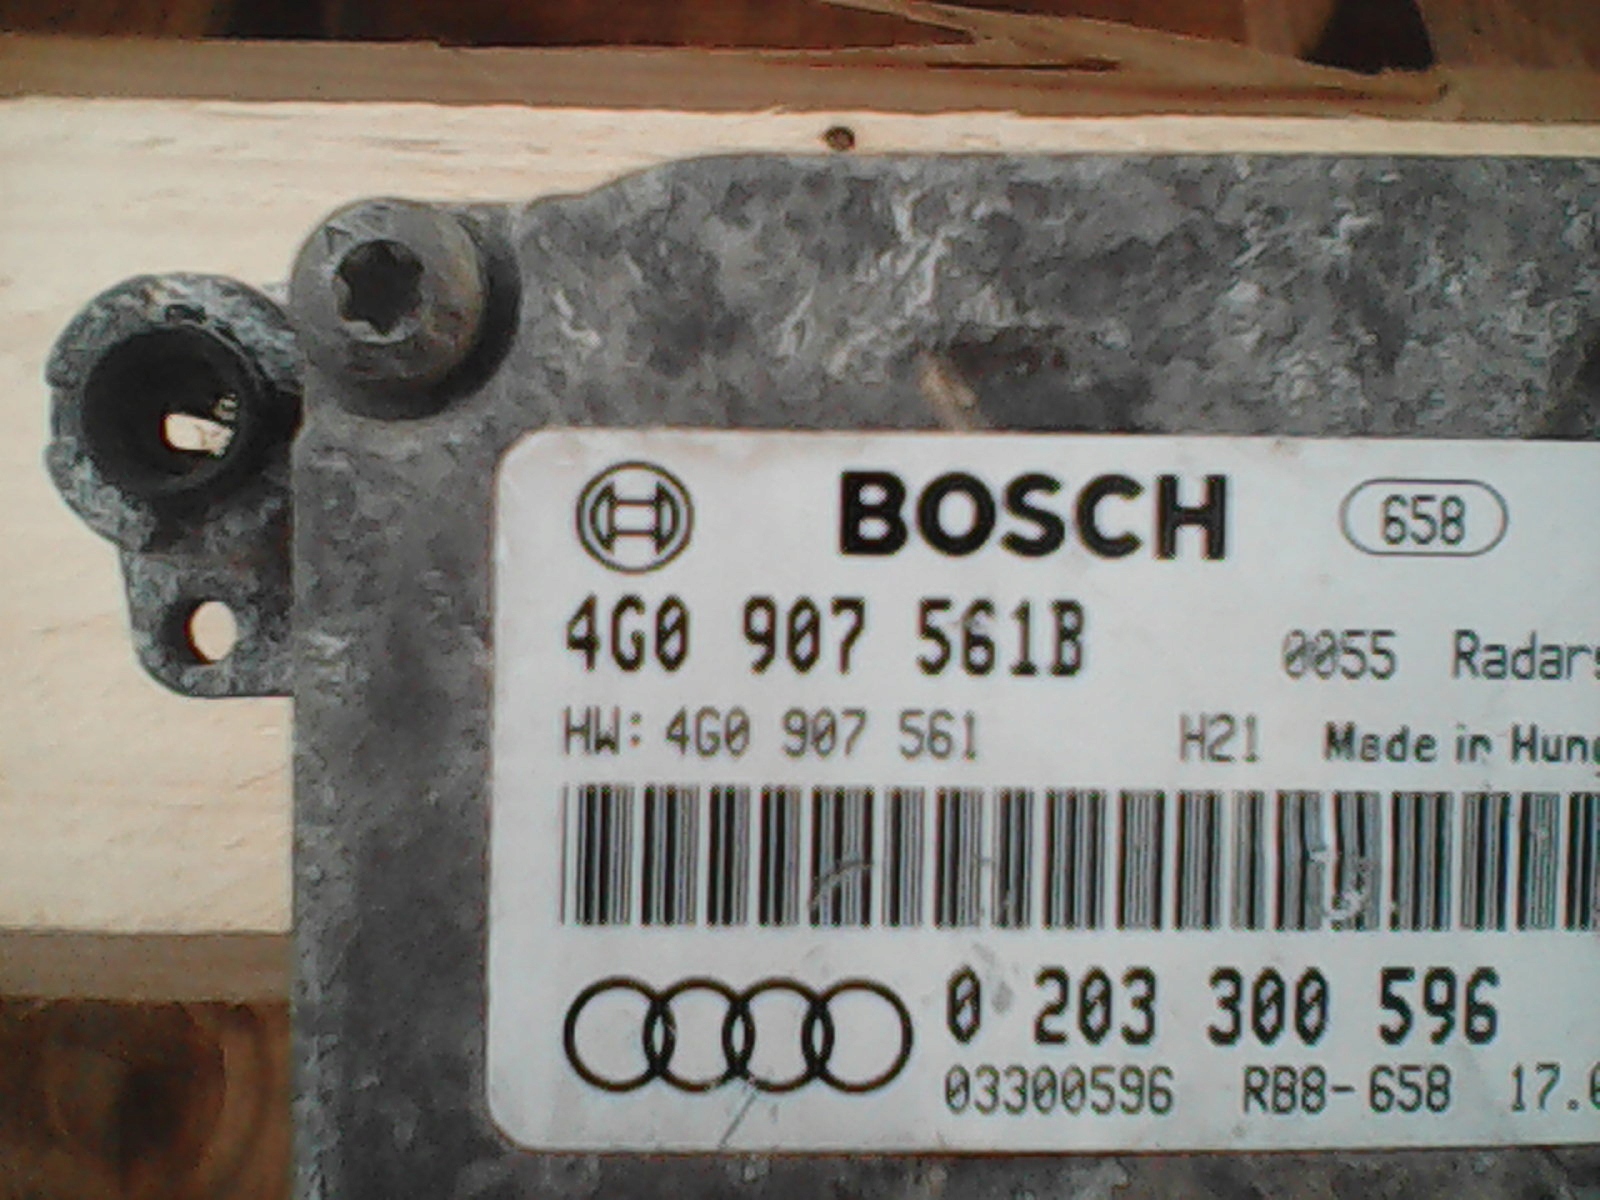 BOSCH 658
4G0 907 561B 0055 Radars
HW: 4G0 907 561 H21 Made in Hung
0 203 300 596
03300596 RB8-658 17.